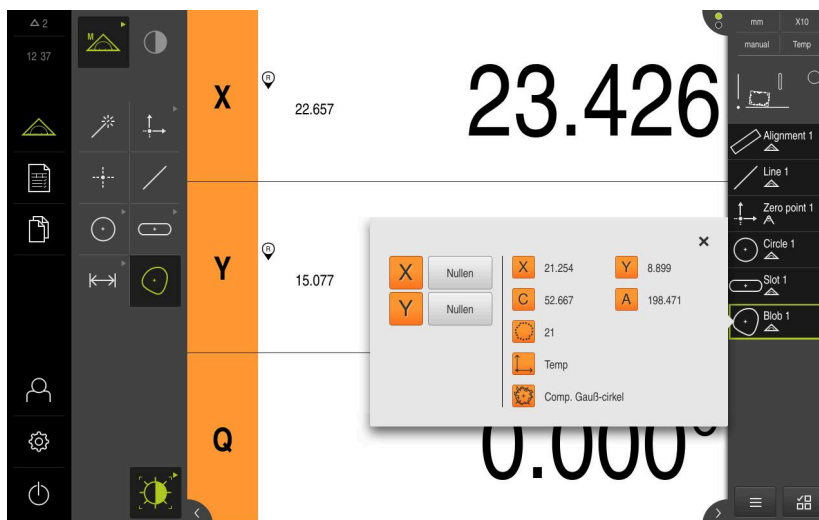 2
12 37
M
X
R
22.657
23.426
Y
R
15.077
Q
0.000°
X Nullen
Y Nullen
X 21.254 Y 8.899
C 52.667 A 198.471
21
Temp
Comp. Gauß-cirkel
mm X10
manual Temp
Alignment 1
Line 1
Zero point 1
Circle 1
Slot 1
Blob 1